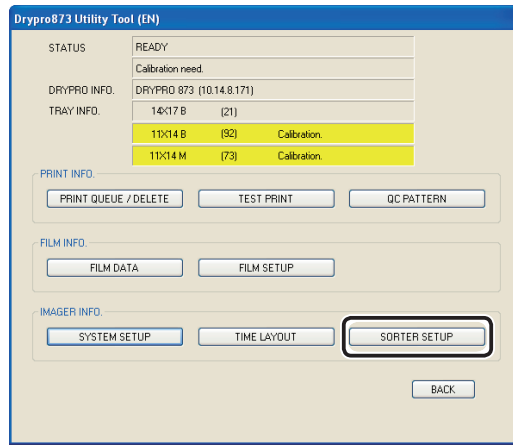 Drypro873 Utility Tool (EN)
STATUS READY
Calibration need.
DRYPRO INFO. DRYPRO 873 (10.14.8.171)
TRAY INFO. 14X17 B (21)
11X14 B (92) Calibration.
11X14 M (73) Calibration.
PRINT INFO.
PRINT QUEUE / DELETE TEST PRINT QC PATTERN
FILM INFO.
FILM DATA FILM SETUP
IMAGER INFO.
SYSTEM SETUP TIME LAYOUT SORTER SETUP
BACK